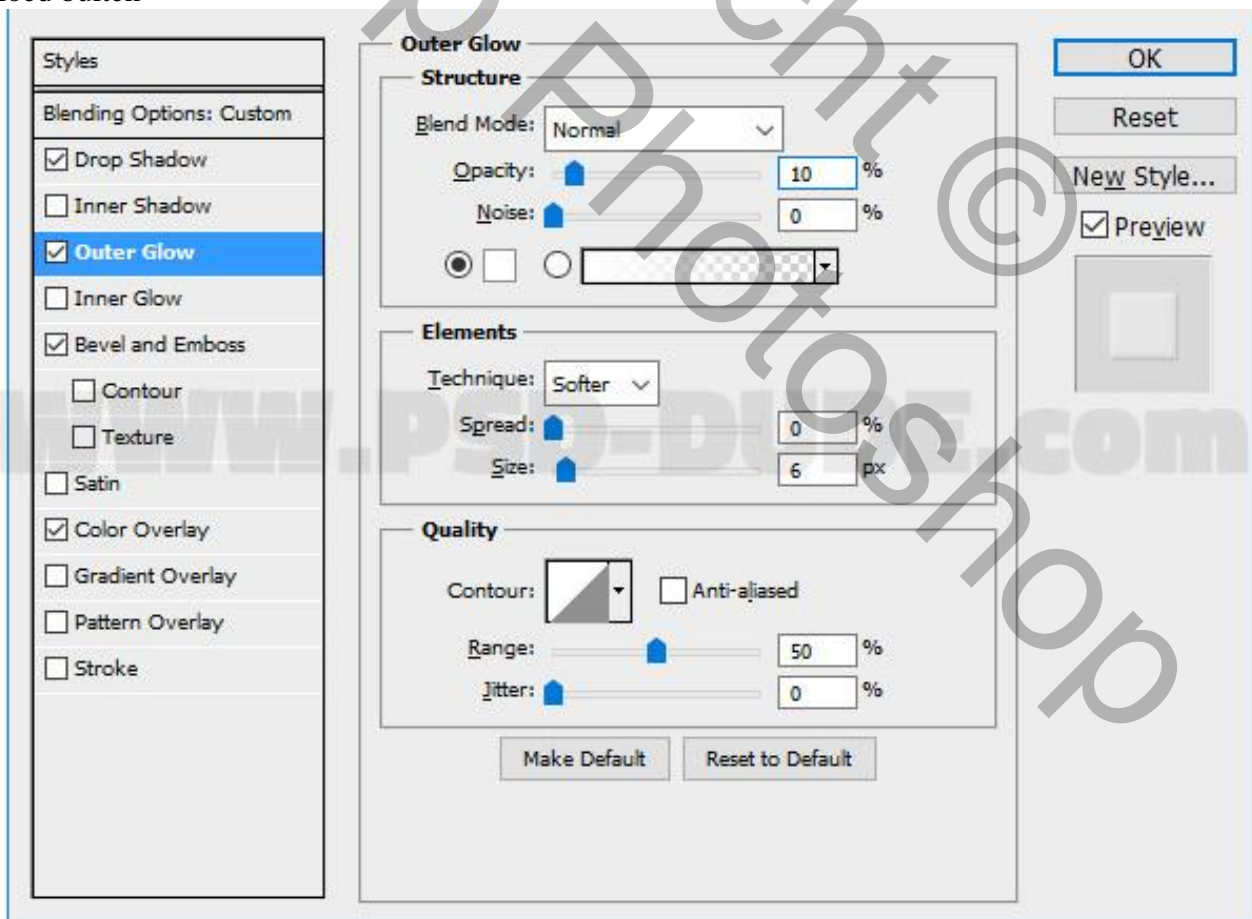 Styles
Blending Options: Custom
Drop Shadow
Inner Shadow
Outer Glow
Inner Glow
Bevel and Emboss
Contour
Texture
Satin
Color Overlay
Gradient Overlay
Pattern Overlay
Stroke
Outer Glow
Structure
Blend Mode: Normal
Opacity: 10 %
Noise: 0 %
Elements
Technique: Softer
Spread: 0 %
Size: 6 px
Quality
Contour: Anti-aliased
Range: 50 %
Jitter: 0 %
Make Default Reset to Default
OK
Reset
New Style...
Preview
WWW.PSD-DUDE.com
Photoshop